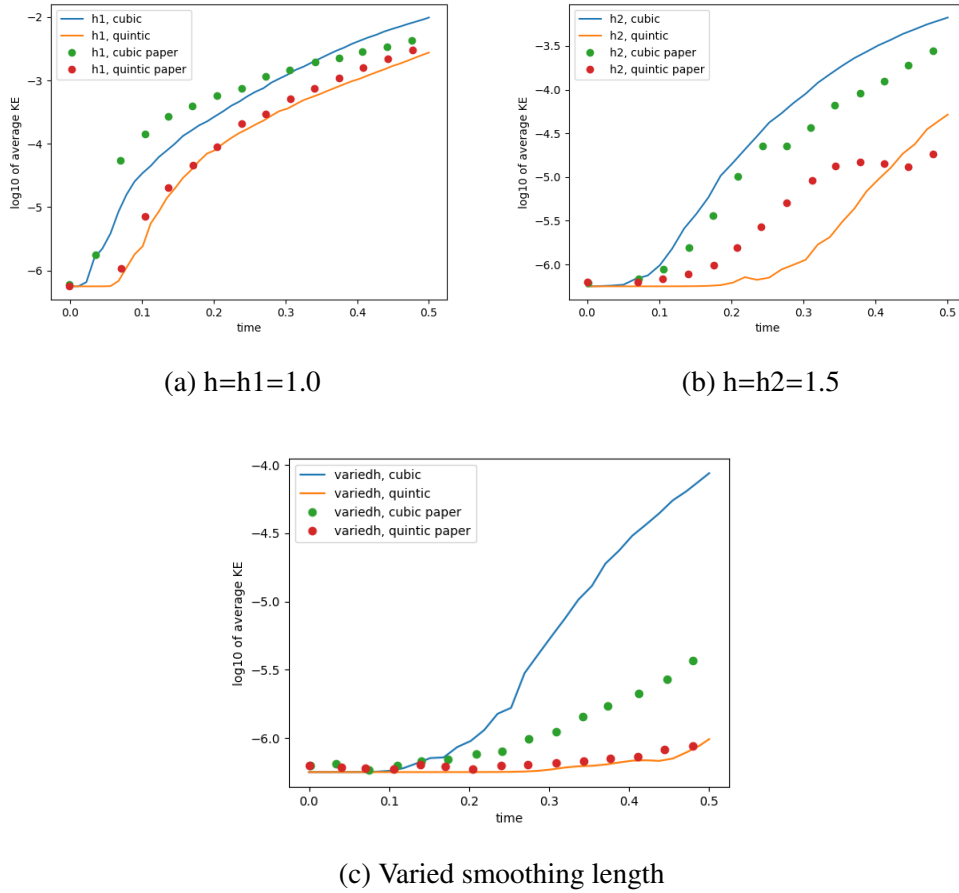 h1, cubic
h1, quintic
h1, cubic paper
h1, quintic paper
−2
−3
−4
−5
−6
log10 of average KE
0.0 0.1 0.2 0.3 0.4 0.5
time
(a) h=h1=1.0
h2, cubic
h2, quintic
h2, cubic paper
h2, quintic paper
−3.5
−4.0
−4.5
−5.0
−5.5
−6.0
log10 of average KE
0.0 0.1 0.2 0.3 0.4 0.5
time
(b) h=h2=1.5
variedh, cubic
variedh, quintic
variedh, cubic paper
variedh, quintic paper
−4.0
−4.5
−5.0
−5.5
−6.0
log10 of average KE
0.0 0.1 0.2 0.3 0.4 0.5
time
(c) Varied smoothing length